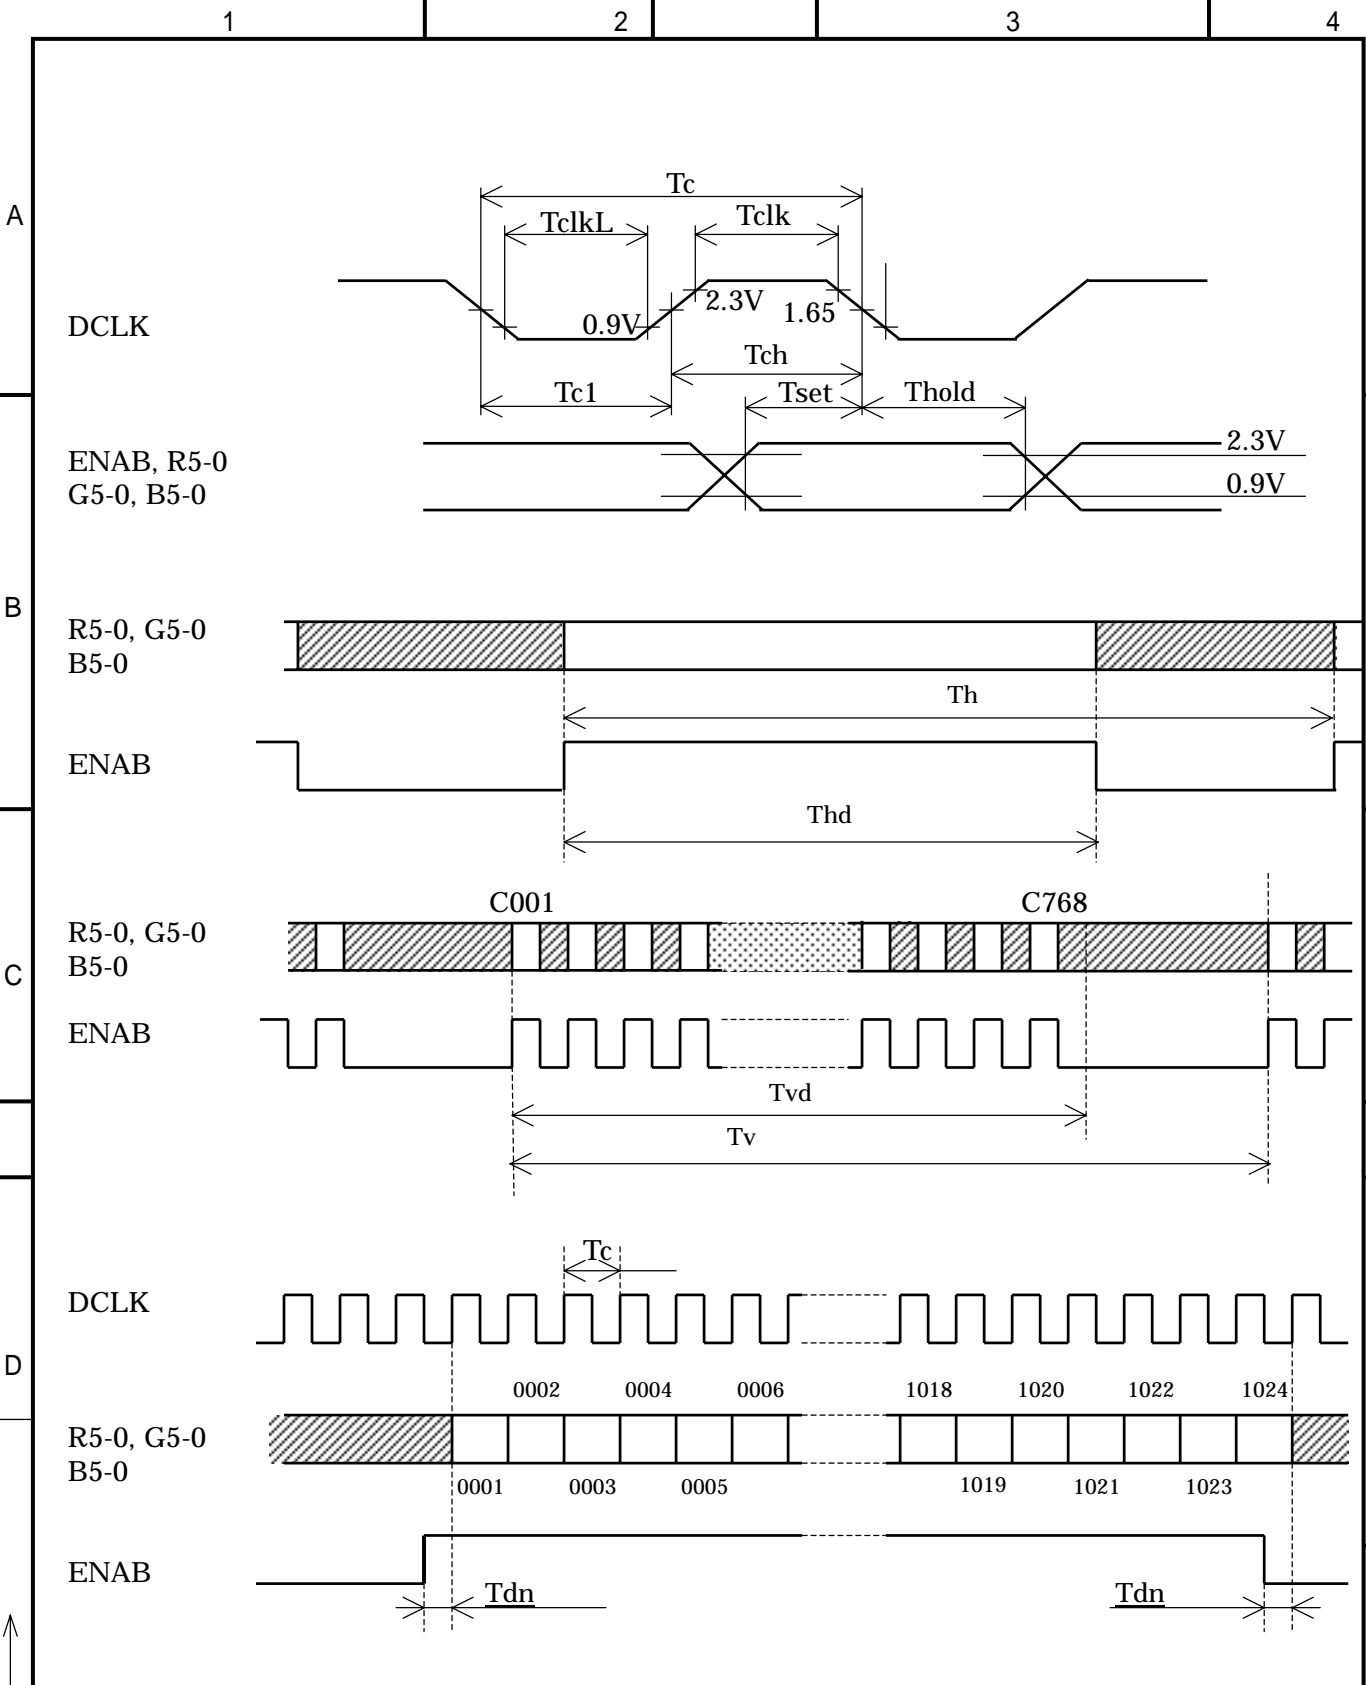 1 2 3 4
A
Tc
TclkL Tclk
DCLK 0.9V 2.3V 1.65
Tch
Tc1 Tset Thold
ENAB, R5-0 2.3V
G5-0, B5-0 0.9V
B
R5-0, G5-0
B5-0
Th
ENAB
Thd
C001 C768
R5-0, G5-0
B5-0
C
ENAB
Tvd
Tv
Tc
DCLK
D
0002 0004 0006 1018 1020 1022 1024
R5-0, G5-0
B5-0
0001 0003 0005 1019 1021 1023
ENAB
Tdn Tdn